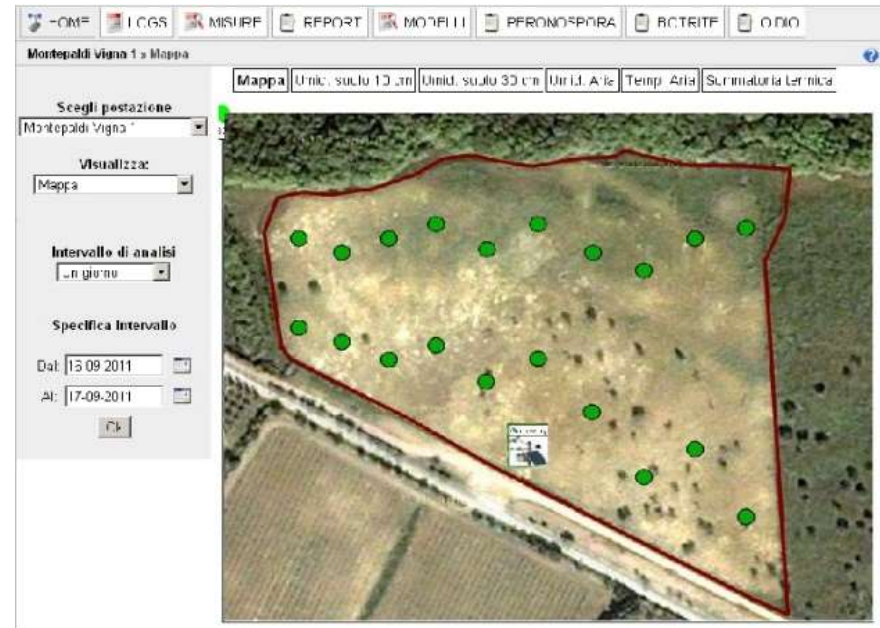 HOME LOGS MISURE REPORT MODELLI PERONOSPORA BOTRITE OIDIO
Montepaldi Vigna 1 » Mappa
Mappa Umid. suolo 10 cm Umid. suolo 30 cm Umid. Aria Temp. Aria Sommatoria termica
Scegli postazione
Montepaldi Vigna 1
Visualizza:
Mappa
Intervallo di analisi
Un giorno
Specifica Intervallo
Dal: 16-09-2011
Al: 17-09-2011
Ok